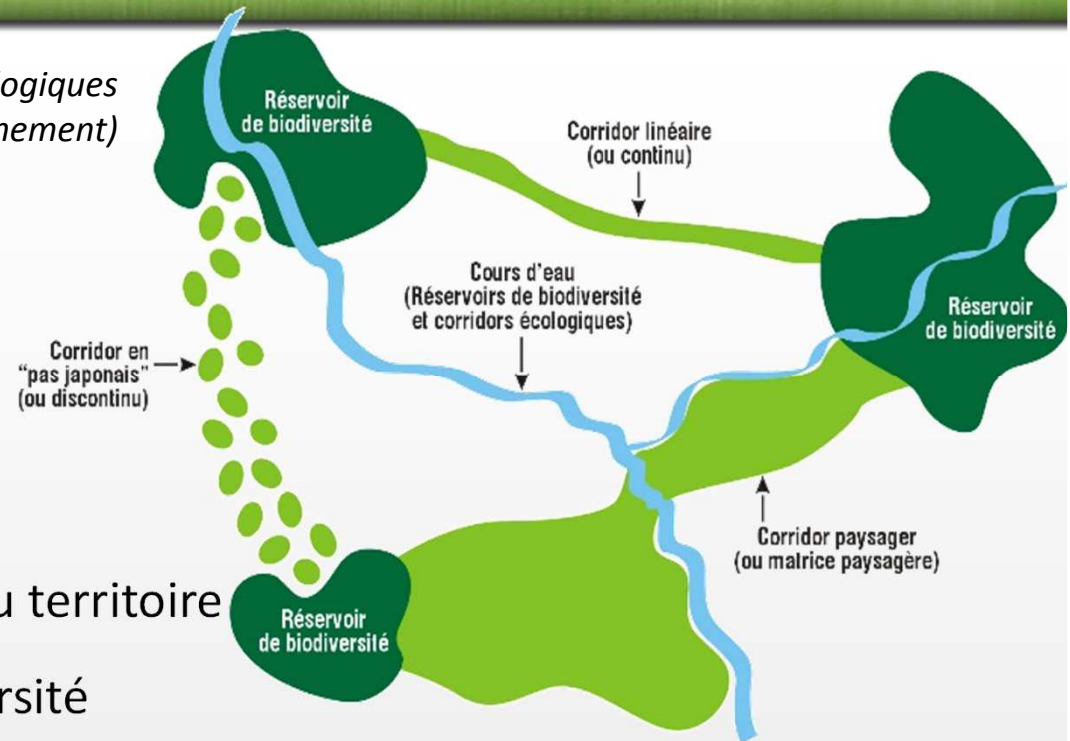 logiques
nement)
Réservoir
de biodiversité
Corridor linéaire
(ou continu)
Cours d'eau
(Réservoirs de biodiversité
et corridors écologiques)
Réservoir
de biodiversité
Corridor en
"pas japonais"
(ou discontinu)
Corridor paysager
(ou matrice paysagère)
u territoire
Réservoir
de biodiversité
rsité